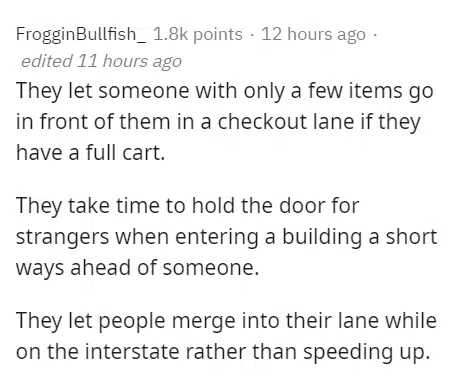 FrogginBullfish_ 1.8k points · 12 hours ago ·
edited 11 hours ago
They let someone with only a few items go
in front of them in a checkout lane if they
have a full cart.
They take time to hold the door for
strangers when entering a building a short
ways ahead of someone.
They let people merge into their lane while
on the interstate rather than speeding up.